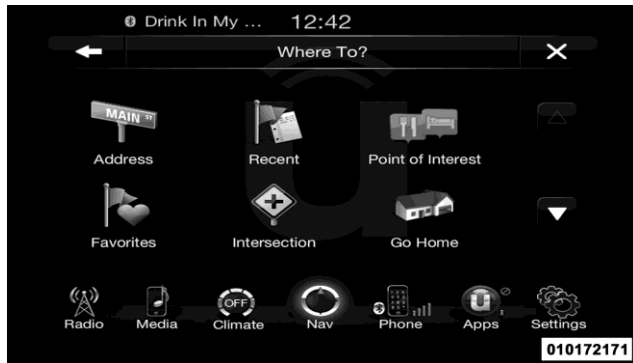 Drink In My ... 12:42
Where To?
MAIN ST
Address Recent Point of Interest
Favorites Intersection Go Home
OFF
Radio Media Climate Nav Phone Apps Settings
010172171